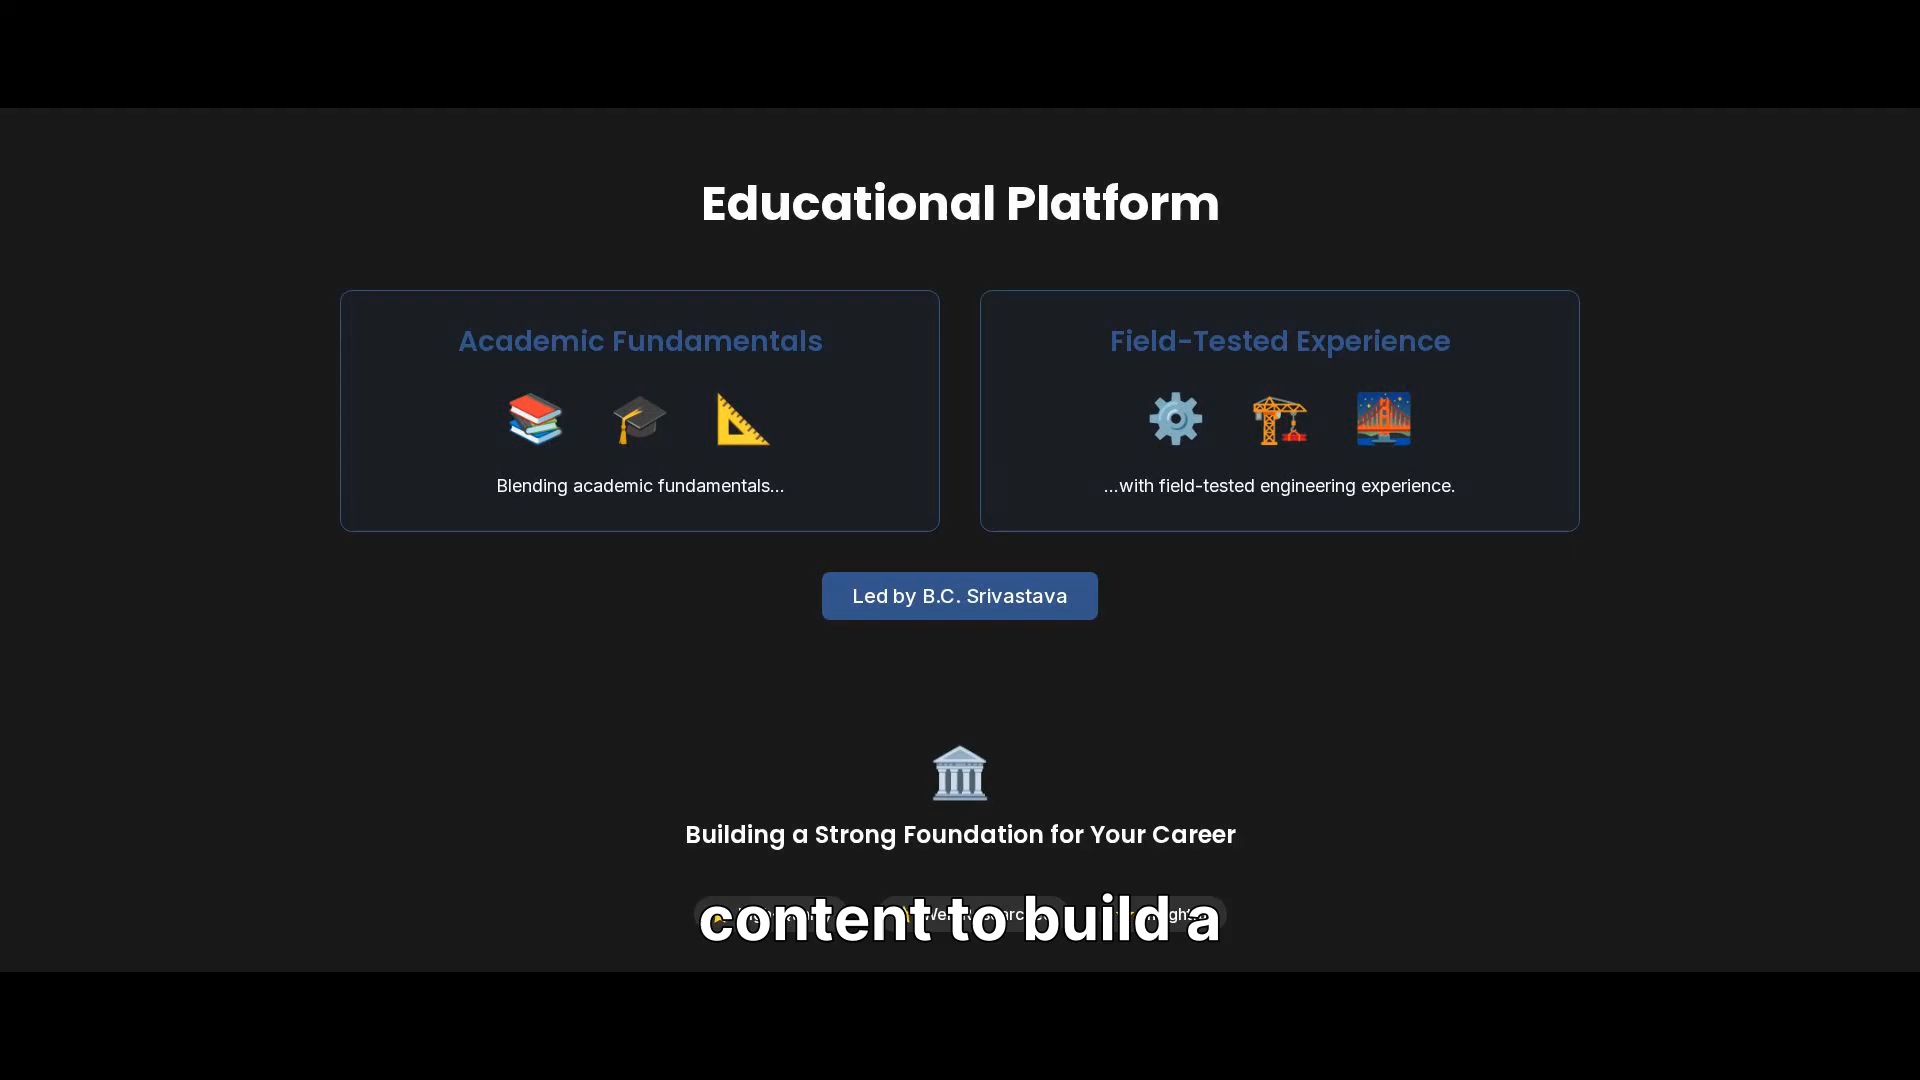 Educational Platform
Academic Fundamentals
Blending academic fundamentals...
Field-Tested Experience
...with field-tested engineering experience.
Led by B.C. Srivastava
Building a Strong Foundation for Your Career
content to build a